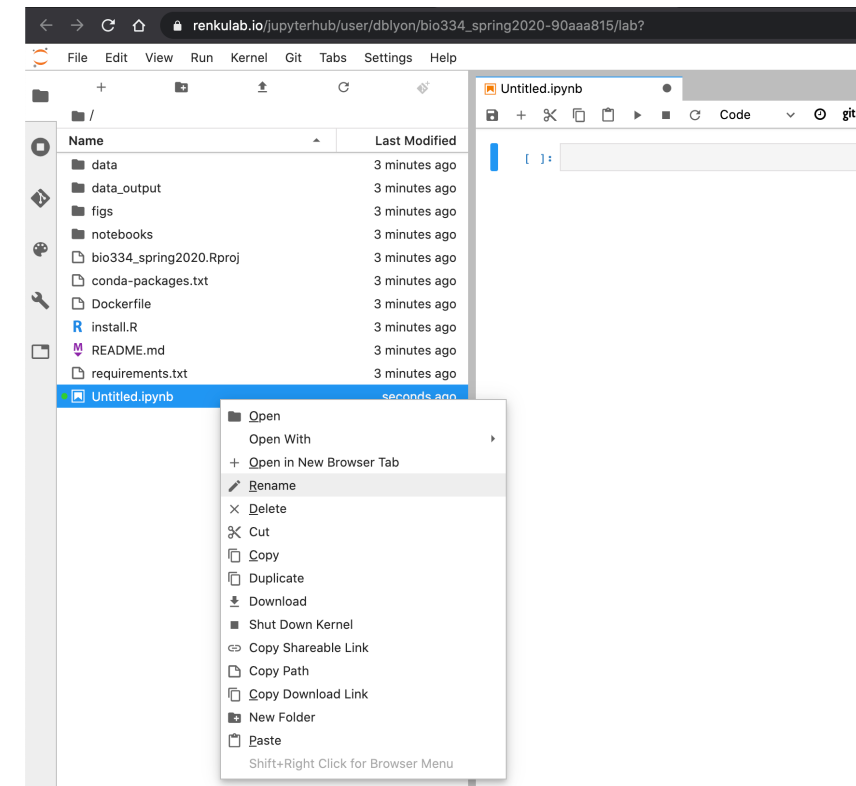 renkulab.io/jupyterhub/user/dblyon/bio334_spring2020-90aaa815/lab?
File Edit View Run Kernel Git Tabs Settings Help
Untitled.ipynb
/
Code
git
Name Last Modified
[ ]:
data 3 minutes ago
data_output 3 minutes ago
figs 3 minutes ago
notebooks 3 minutes ago
bio334_spring2020.Rproj 3 minutes ago
conda-packages.txt 3 minutes ago
Dockerfile 3 minutes ago
R install.R 3 minutes ago
M README.md 3 minutes ago
requirements.txt 3 minutes ago
Untitled.ipynb seconds ago
Open
Open With
Open in New Browser Tab
Rename
Delete
Cut
Copy
Duplicate
Download
Shut Down Kernel
Copy Shareable Link
Copy Path
Copy Download Link
New Folder
Paste
Shift+Right Click for Browser Menu